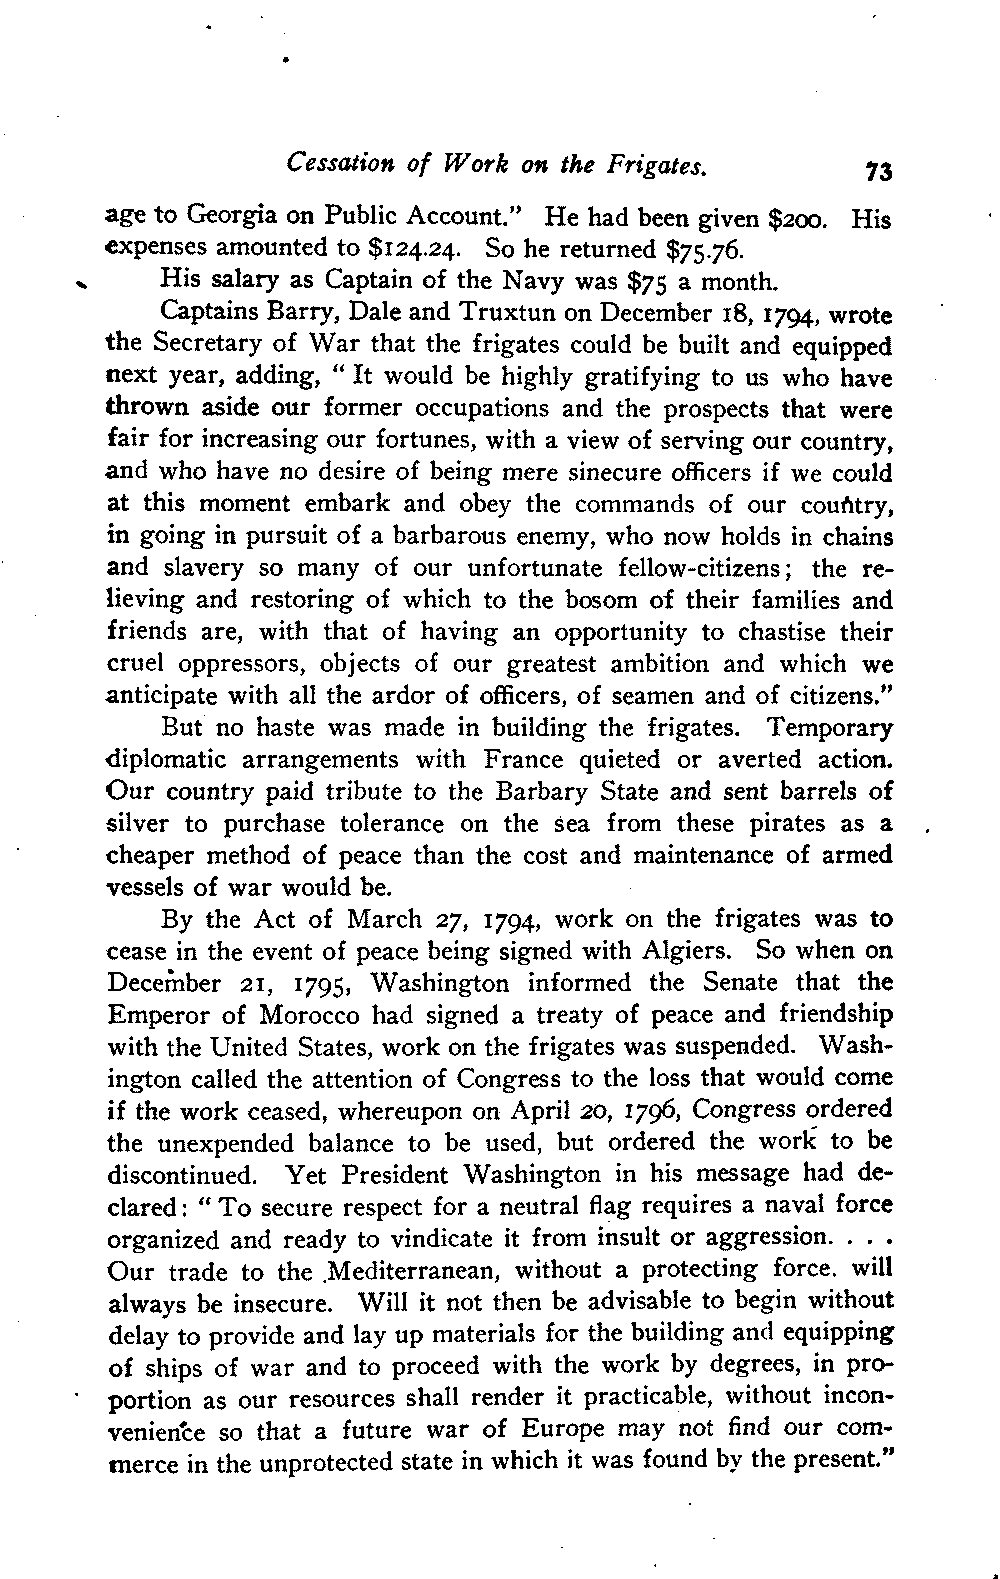 Cessation of Work on the Frigates. 73
age to Georgia on Public Account." He had been given $200. His
expenses amounted to $124.24. So he returned $75.76.
His salary as Captain of the Navy was $75 a month.
Captains Barry, Dale and Truxtun on December 18, 1794, wrote
the Secretary of War that the frigates could be built and equipped
next year, adding, "It would be highly gratifying to us who have
thrown aside our former occupations and the prospects that were
fair for increasing our fortunes, with a view of serving our country,
and who have no desire of being mere sinecure officers if we could
at this moment embark and obey the commands of our country,
in going in pursuit of a barbarous enemy, who now holds in chains
and slavery so many of our unfortunate fellow-citizens; the re-
lieving and restoring of which to the bosom of their families and
friends are, with that of having an opportunity to chastise their
cruel oppressors, objects of our greatest ambition and which we
anticipate with all the ardor of officers, of seamen and of citizens."
But no haste was made in building the frigates. Temporary
diplomatic arrangements with France quieted or averted action.
Our country paid tribute to the Barbary State and sent barrels of
silver to purchase tolerance on the sea from these pirates as a
cheaper method of peace than the cost and maintenance of armed
vessels of war would be.
By the Act of March 27, 1794, work on the frigates was to
cease in the event of peace being signed with Algiers. So when on
December 21, 1795, Washington informed the Senate that the
Emperor of Morocco had signed a treaty of peace and friendship
with the United States, work on the frigates was suspended. Wash-
ington called the attention of Congress to the loss that would come
if the work ceased, whereupon on April 20, 1796, Congress ordered
the unexpended balance to be used, but ordered the work to be
discontinued. Yet President Washington in his message had de-
clared: "To secure respect for a neutral flag requires a naval force
organized and ready to vindicate it from insult or aggression. . . .
Our trade to the Mediterranean, without a protecting force. will
always be insecure. Will it not then be advisable to begin without
delay to provide and lay up materials for the building and equipping
of ships of war and to proceed with the work by degrees, in pro-
portion as our resources shall render it practicable, without incon-
venience so that a future war of Europe may not find our com-
merce in the unprotected state in which it was found by the present."